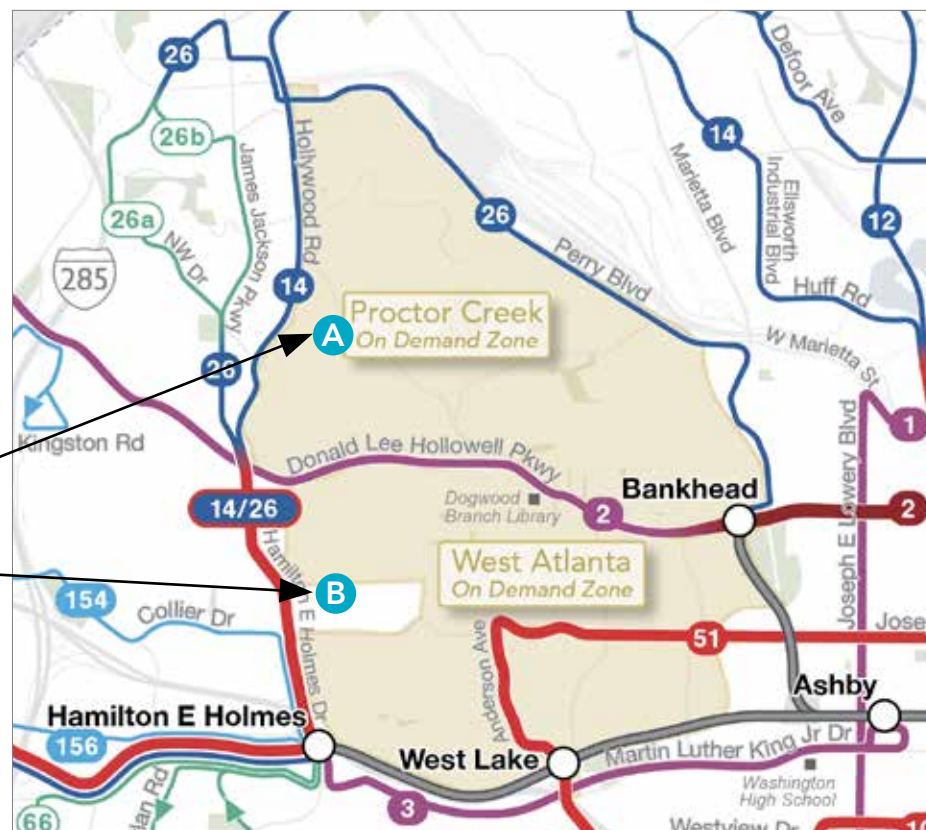 26
26b
26a
NW Dr
James Jackson Pkwy
Hollywood Rd
285
14
26
Perry Blvd
Defoor Ave
14
Marietta Blvd
Ellsworth
Industrial Blvd
12
Huff Rd
Proctor Creek
On Demand Zone
A
26
W Marietta St
1
Kingston Rd
Donald Lee Hollowell Pkwy
14/26
Dogwood
Branch Library
2
Bankhead
2
Joseph E Lowery Blvd
Hamilton E Holmes Dr
West Atlanta
On Demand Zone
B
154
Collier Dr
Anderson Ave
51
Jose
Ashby
Hamilton E Holmes
156
West Lake
Martin Luther King Jr Dr
Washington
High School
3
66
lan Rd
Westview Dr